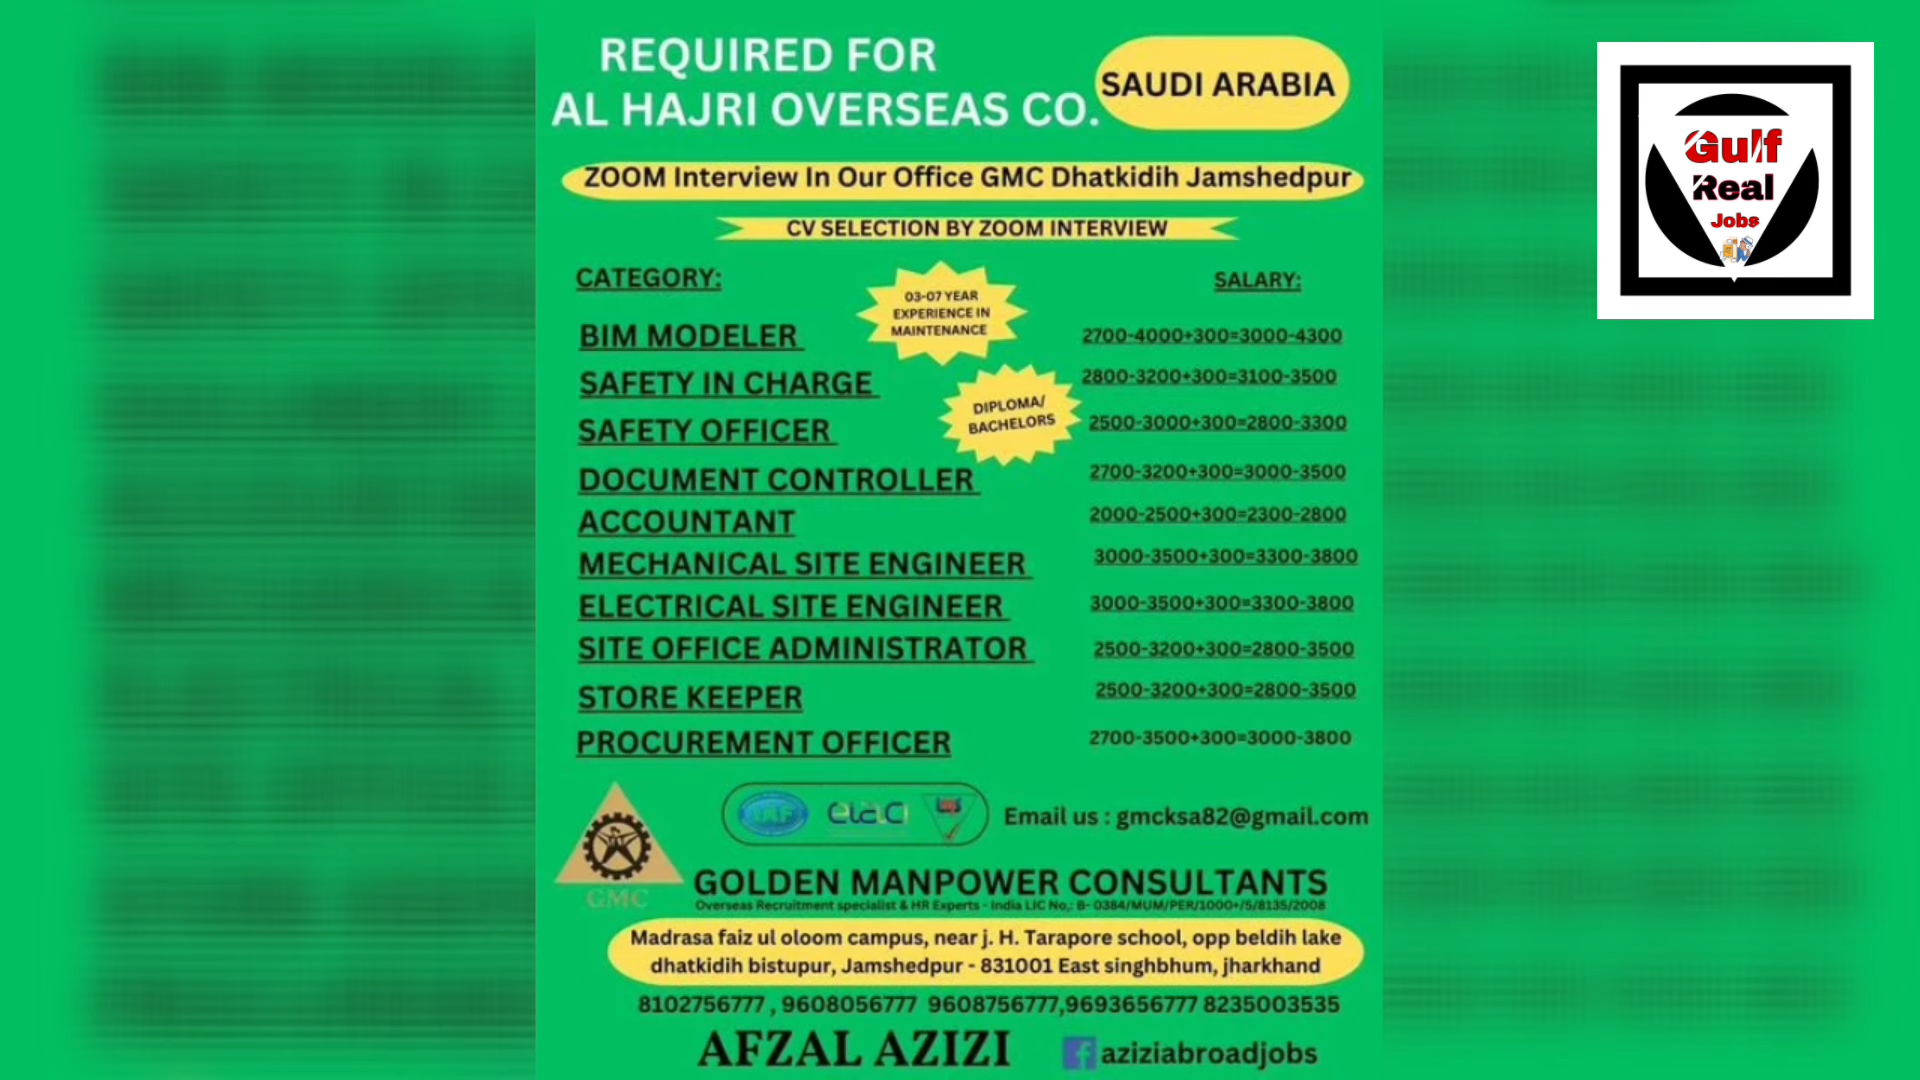 REQUIRED FOR
AL HAJRI OVERSEAS CO.
SAUDI ARABIA
Gulf
Real
Jobs
ZOOM Interview In Our Office GMC Dhatkidih Jamshedpur
CV SELECTION BY ZOOM INTERVIEW
CATEGORY:
03-07 YEAR
EXPERIENCE IN
MAINTENANCE
SALARY:
BIM MODELER 2700-4000+300=3000-4300
SAFETY IN CHARGE 2800-3200+300=3100-3500
DIPLOMA/
BACHELORS
SAFETY OFFICER 2500-3000+300=2800-3300
DOCUMENT CONTROLLER 2700-3200+300=3000-3500
ACCOUNTANT 2000-2500+300=2300-2800
MECHANICAL SITE ENGINEER 3000-3500+300=3300-3800
ELECTRICAL SITE ENGINEER 3000-3500+300=3300-3800
SITE OFFICE ADMINISTRATOR 2500-3200+300=2800-3500
STORE KEEPER 2500-3200+300=2800-3500
PROCUREMENT OFFICER 2700-3500+300=3000-3800
Email us : gmcksa82@gmail.com
GMC
GOLDEN MANPOWER CONSULTANTS
Overseas Recruitment specialist & HR Experts - India LIC No,: B- 0384/MUM/PER/1000+/5/8135/2008
Madrasa faiz ul oloom campus, near j. H. Tarapore school, opp beldih lake
dhatkidih bistupur, Jamshedpur - 831001 East singhbhum, jharkhand
8102756777 , 9608056777 9608756777,9693656777 8235003535
AFZAL AZIZI
aziziabroadjobs